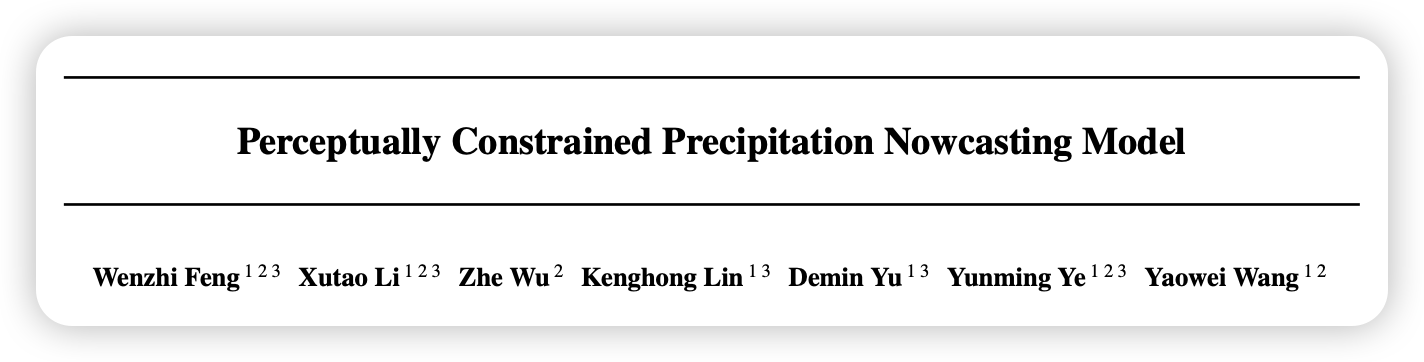 Perceptually Constrained Precipitation Nowcasting Model
Wenzhi Feng 1 2 3 Xutao Li 1 2 3 Zhe Wu 2 Kenghong Lin 1 3 Demin Yu 1 3 Yunming Ye 1 2 3 Yaowei Wang 1 2